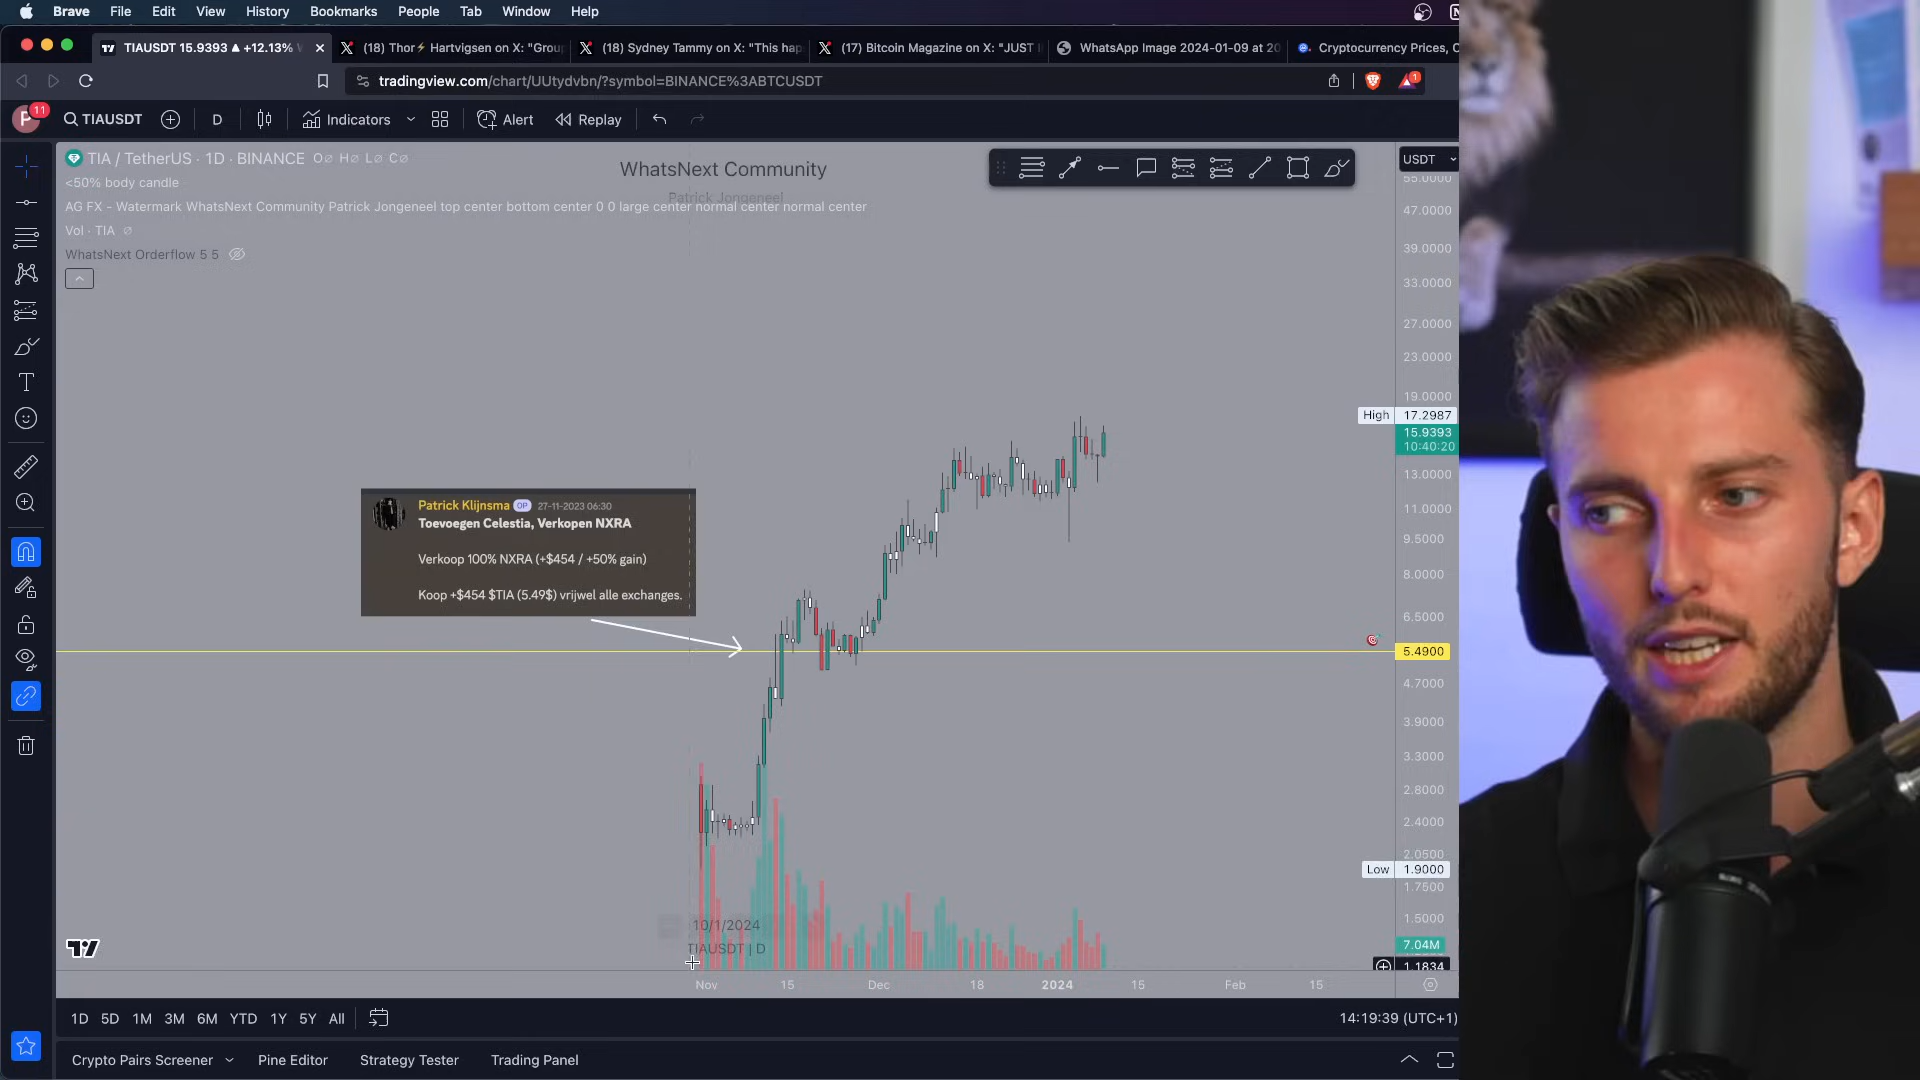 Brave File Edit View History Bookmarks People Tab Window Help
TIAUSDT 15.9393 ▲ +12.13%
(18) Thor⚡ Hartvigsen on X: "Grou
(18) Sydney Tammy on X: "This hap
(17) Bitcoin Magazine on X: "JUST I
WhatsApp Image 2024-01-09 at 20
Cryptocurrency Prices, C
tradingview.com/chart/UUtydvbn/?symbol=BINANCE%3ABTCUSDT
1
P 11 TIAUSDT D Indicators Alert Replay
TIA / TetherUS · 1D · BINANCE O∅ H∅ L∅ C∅
<50% body candle
AG FX - Watermark WhatsNext Community Patrick Jongeneel top center bottom center 0 0 large center normal center normal center
Vol · TIA ∅
WhatsNext Orderflow 5 5
WhatsNext Community
Patrick Jongeneel
USDT
55.0000
47.0000
39.0000
33.0000
27.0000
23.0000
19.0000
High 17.2987
15.9393
10:40:20
13.0000
11.0000
9.5000
8.0000
6.5000
5.4900
4.7000
3.9000
3.3000
2.8000
2.4000
2.0500
Low 1.9000
1.7500
1.5000
7.04M
1.1834
Patrick Klijnsma OP 27-11-2023 06:30
Toevoegen Celestia, Verkopen NXRA
Verkoop 100% NXRA (+$454 / +50% gain)
Koop +$454 $TIA (5.49$) vrijwel alle exchanges.
10/1/2024
TIAUSDT | D
Nov 15 Dec 18 2024 15 Feb 15
1D 5D 1M 3M 6M YTD 1Y 5Y All
14:19:39 (UTC+1)
Crypto Pairs Screener Pine Editor Strategy Tester Trading Panel